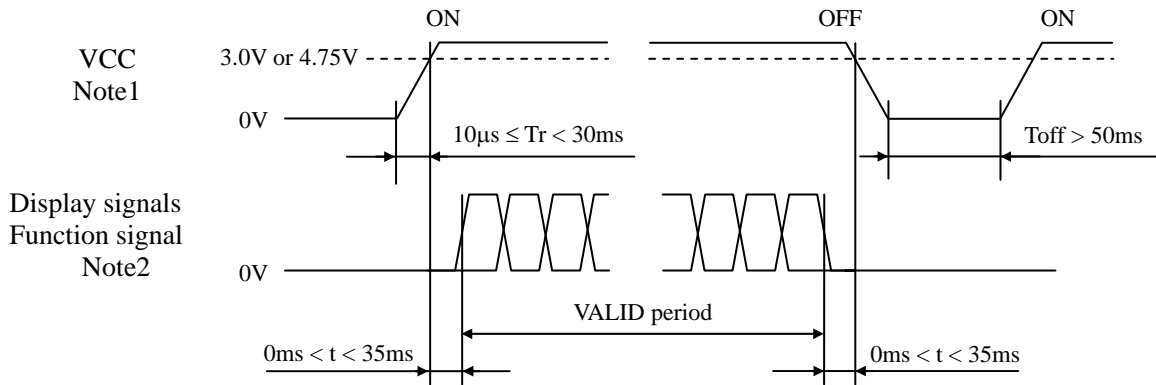 ON OFF ON
VCC
Note1
3.0V or 4.75V
0V
10μs ≤ Tr < 30ms
Toff > 50ms
Display signals
Function signal
Note2
0V
VALID period
0ms < t < 35ms
0ms < t < 35ms